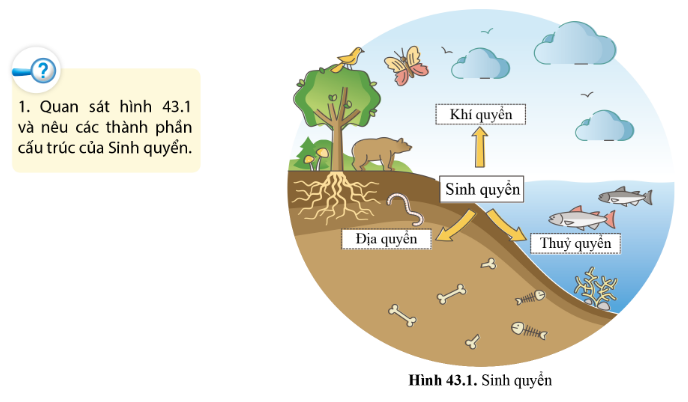 ?
1. Quan sát hình 43.1
và nêu các thành phần
cấu trúc của Sinh quyển.
Khí quyển
Sinh quyển
Địa quyển
Thuỷ quyển
Hình 43.1. Sinh quyển